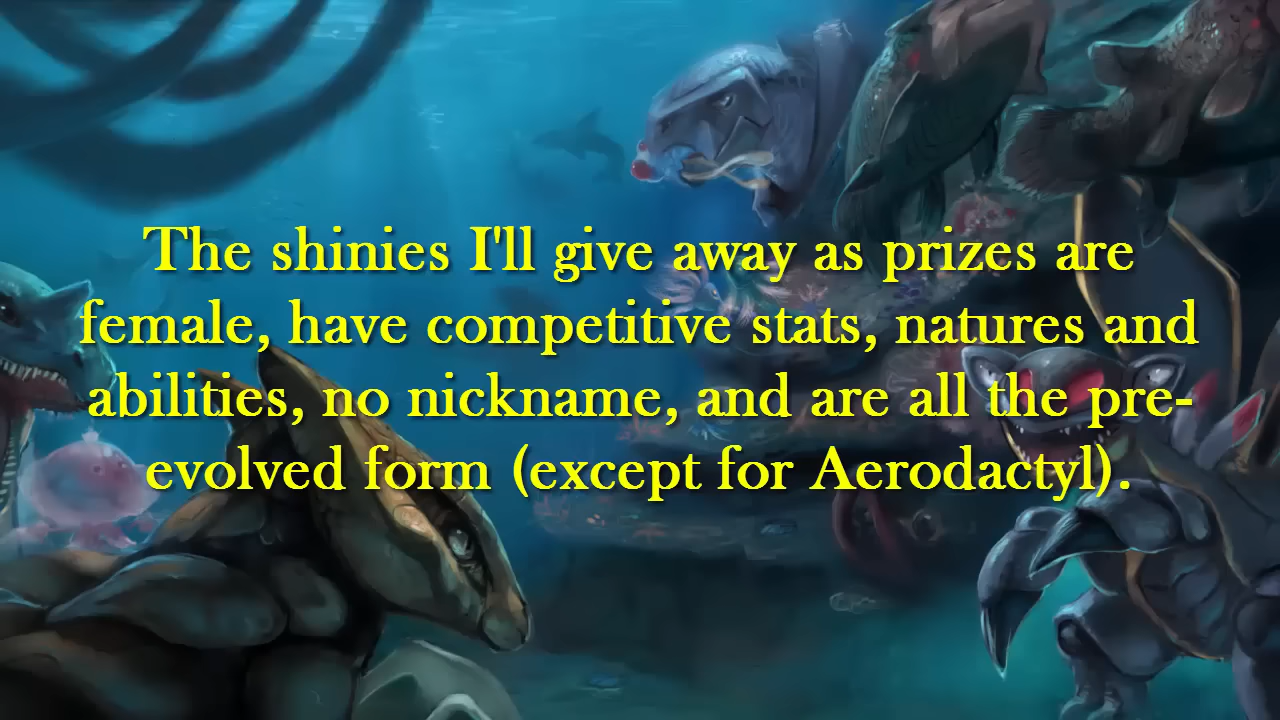 The shinies I'll give away as prizes are
female, have competitive stats, natures and
abilities, no nickname, and are all the pre-
evolved form (except for Aerodactyl).